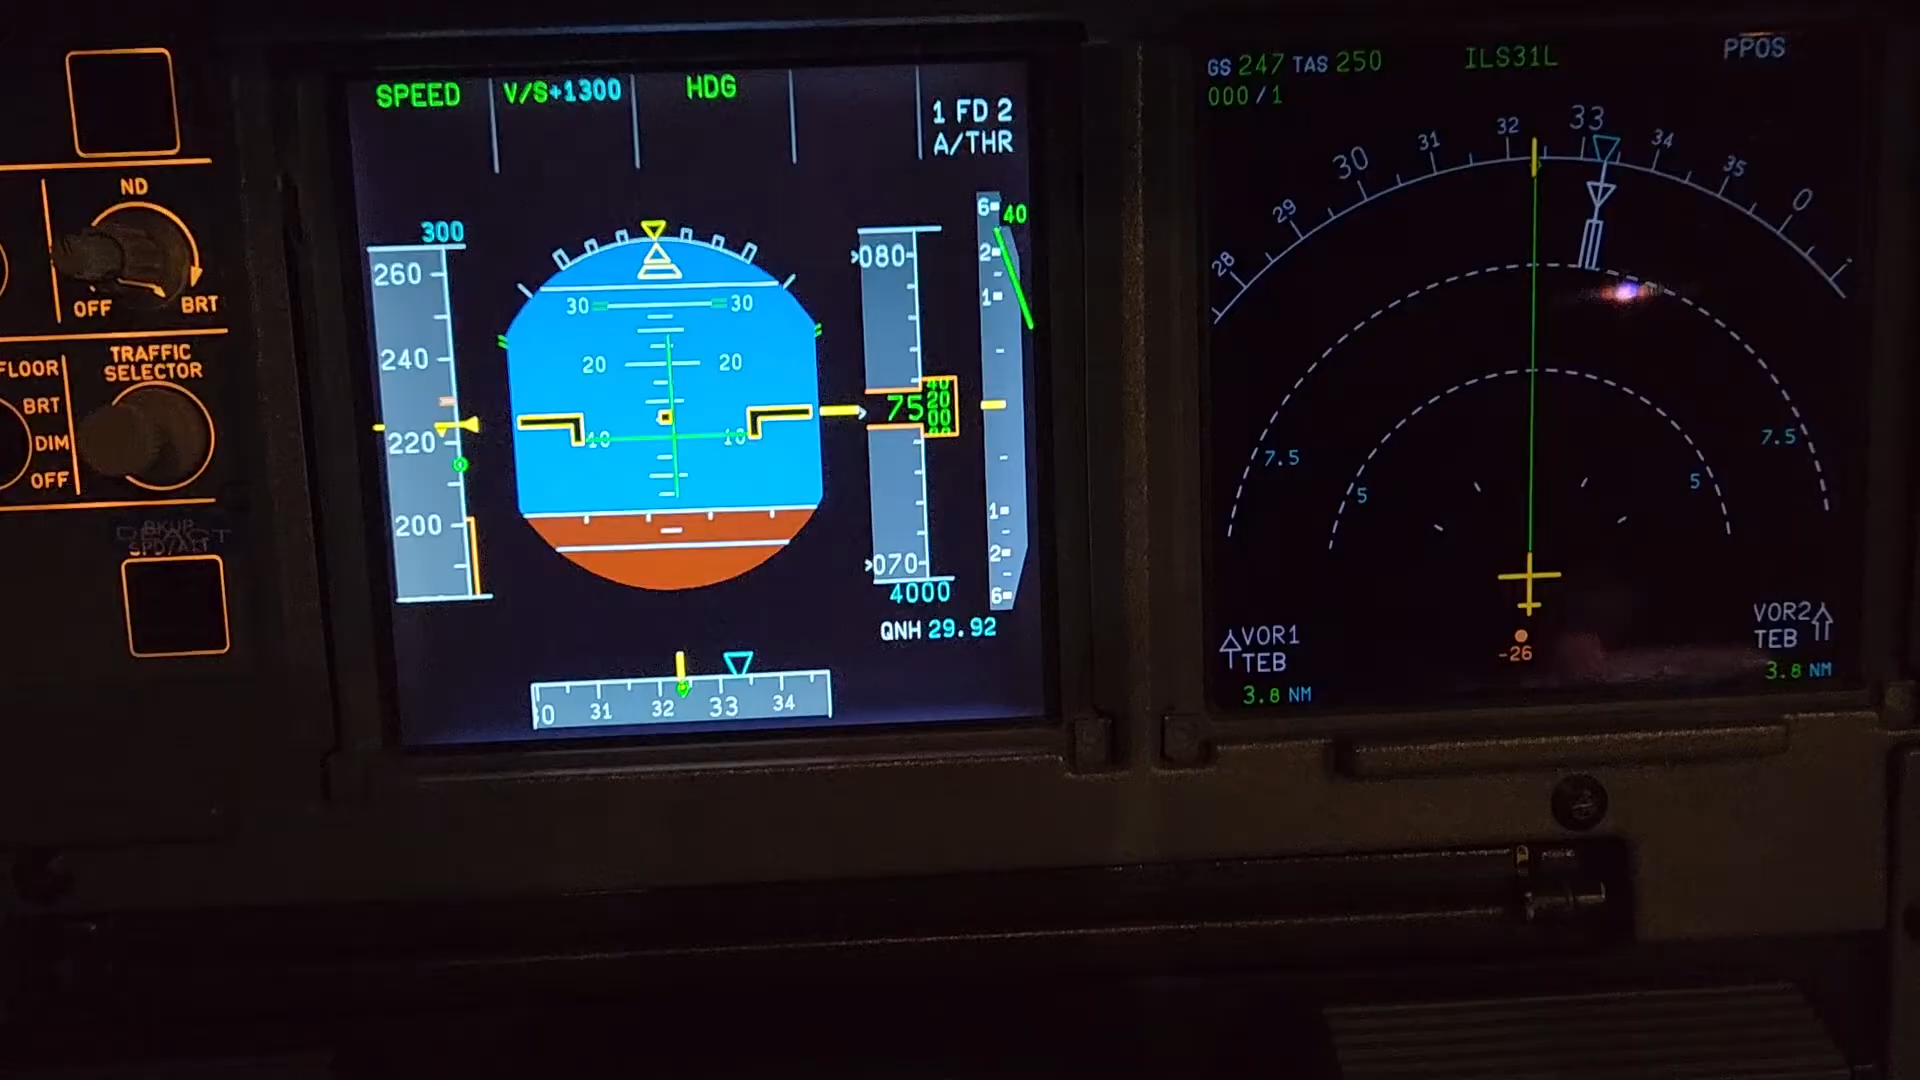 ND
OFF
BRT
FLOOR
BRT
DIM
OFF
TRAFFIC
SELECTOR
BKUP
SPD/ALT
SPEED
V/S+1300
HDG
1 FD 2
A/THR
300
260
240
220
200
30
30
20
20
10
10
080
75
40
20
00
070
4000
QNH 29.92
6
40
2
1
1
2
6
0
31
32
33
34
GS 247 TAS 250
ILS31L
PPOS
000/1
28
29
30
31
32
33
34
35
0
7.5
7.5
5
5
-26
VOR1
TEB
3.8 NM
VOR2
TEB
3.8 NM